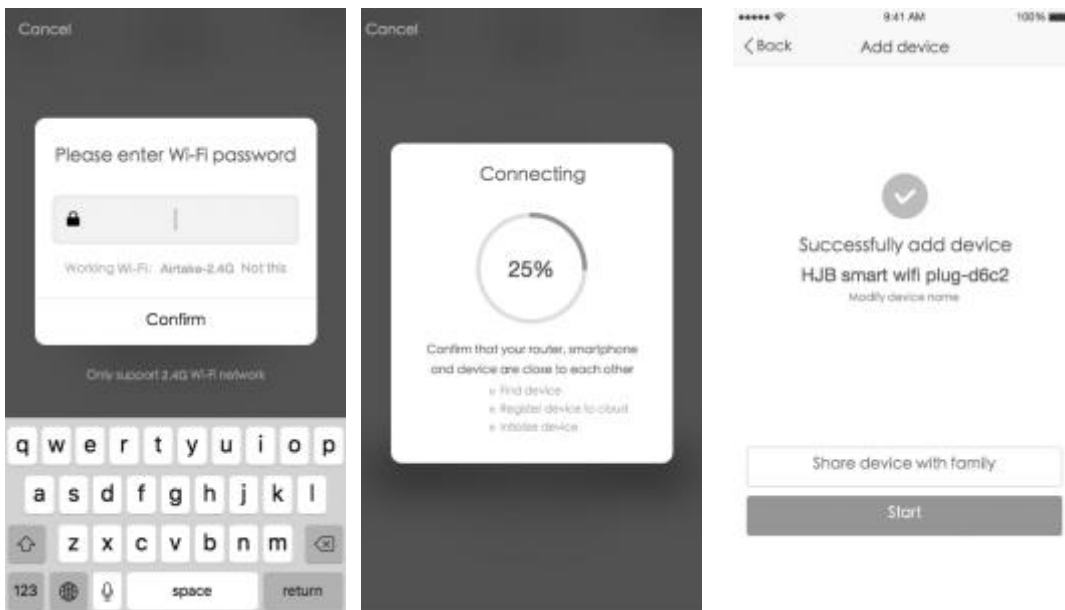 Cancel
Please enter Wi-Fi password
Working Wi-Fi: Airtake-2.4G Not this
Confirm
Only support 2.4G Wi-Fi network
q w e r t y u i o p
a s d f g h j k l
z x c v b n m
123 space return
Cancel
Connecting
25%
Confirm that your router, smartphone
and device are close to each other
Find device
Register device to cloud
Initialize device
9:41 AM 100%
Back Add device
Successfully add device
HJB smart wifi plug-d6c2
Modify device name
Share device with family
Start